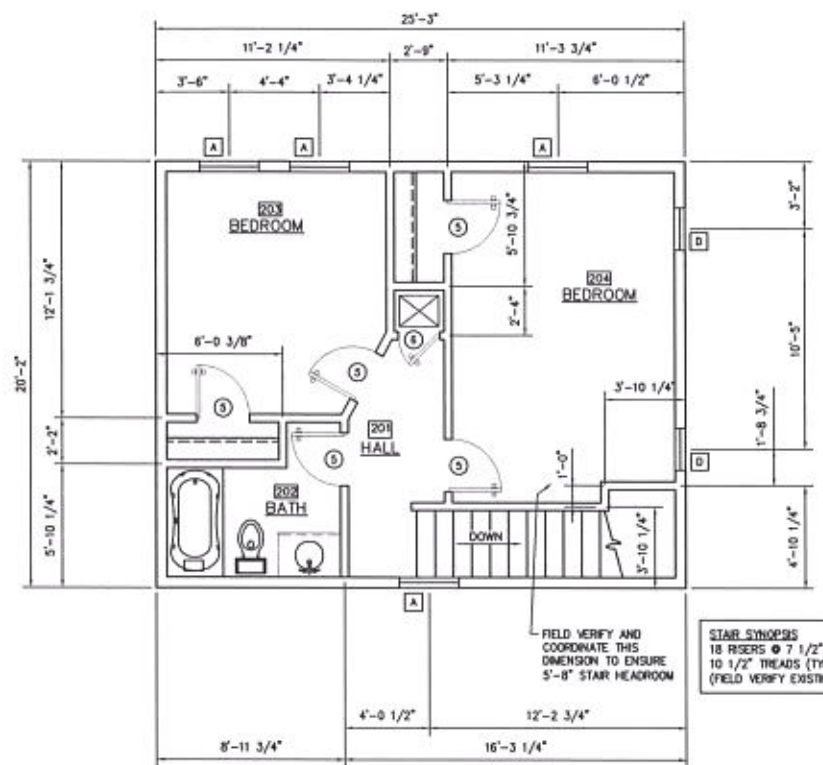 25'-3"
11'-2 1/4" 2'-9" 11'-3 3/4"
3'-6" 4'-4" 3'-4 1/4" 5'-3 1/4" 6'-0 1/2"
A A A
203
BEDROOM
5
5'-10 3/4"
3'-2"
D
204
BEDROOM
12'-1 3/4"
20'-2"
2'-4"
10'-5"
6
6'-0 3/8"
5
5
3'-10 1/4"
1'-8 3/4"
201
HALL
2'-2"
5
5
D
1'-0"
202
BATH
5'-10 1/4"
DOWN
3'-10 1/4"
4'-10 1/4"
A
FIELD VERIFY AND
COORDINATE THIS
DIMENSION TO ENSURE
5'-8" STAIR HEADROOM
STAIR SYNOPSIS
18 RISERS @ 7 1/2"
10 1/2" TREADS (TY
(FIELD VERIFY EXISTI
4'-0 1/2" 12'-2 3/4"
8'-11 3/4" 16'-3 1/4"